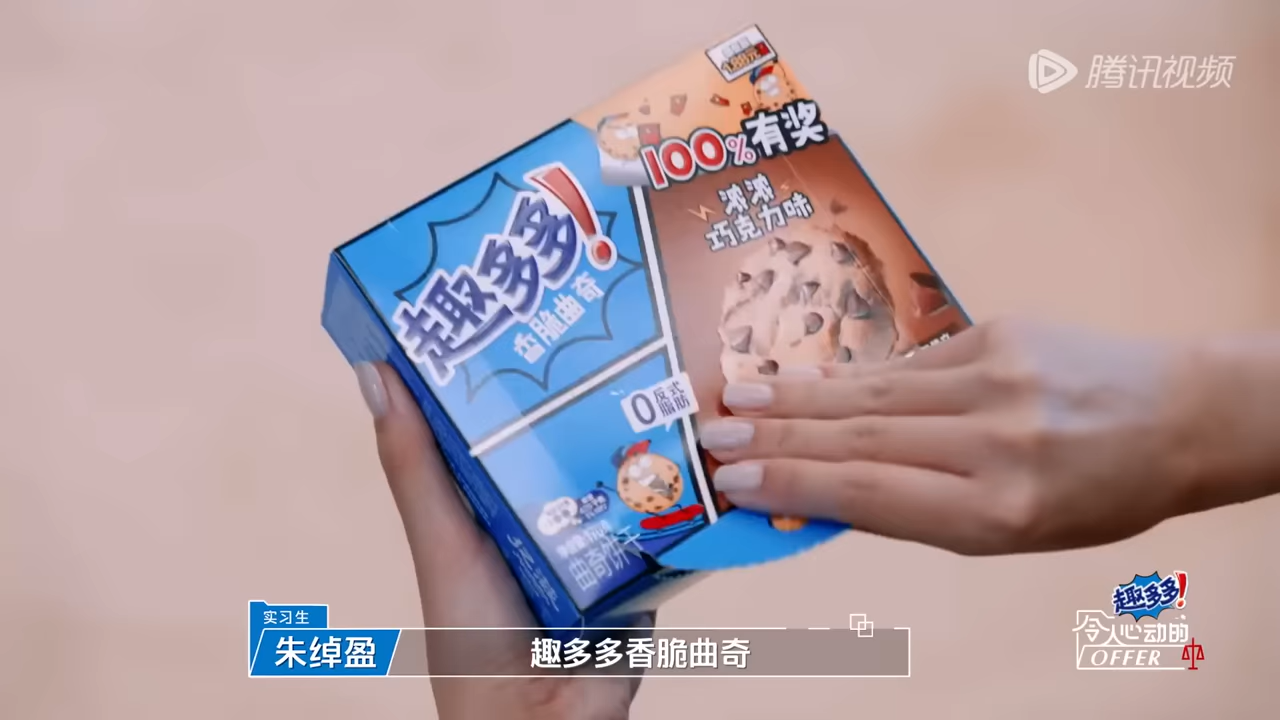 腾讯视频
100%有奖
浓浓
巧克力味
趣多多!
香脆曲奇
0反式
脂肪
曲奇饼干
实习生
朱绰盈
趣多多香脆曲奇
趣多多!
令人心动的
OFFER